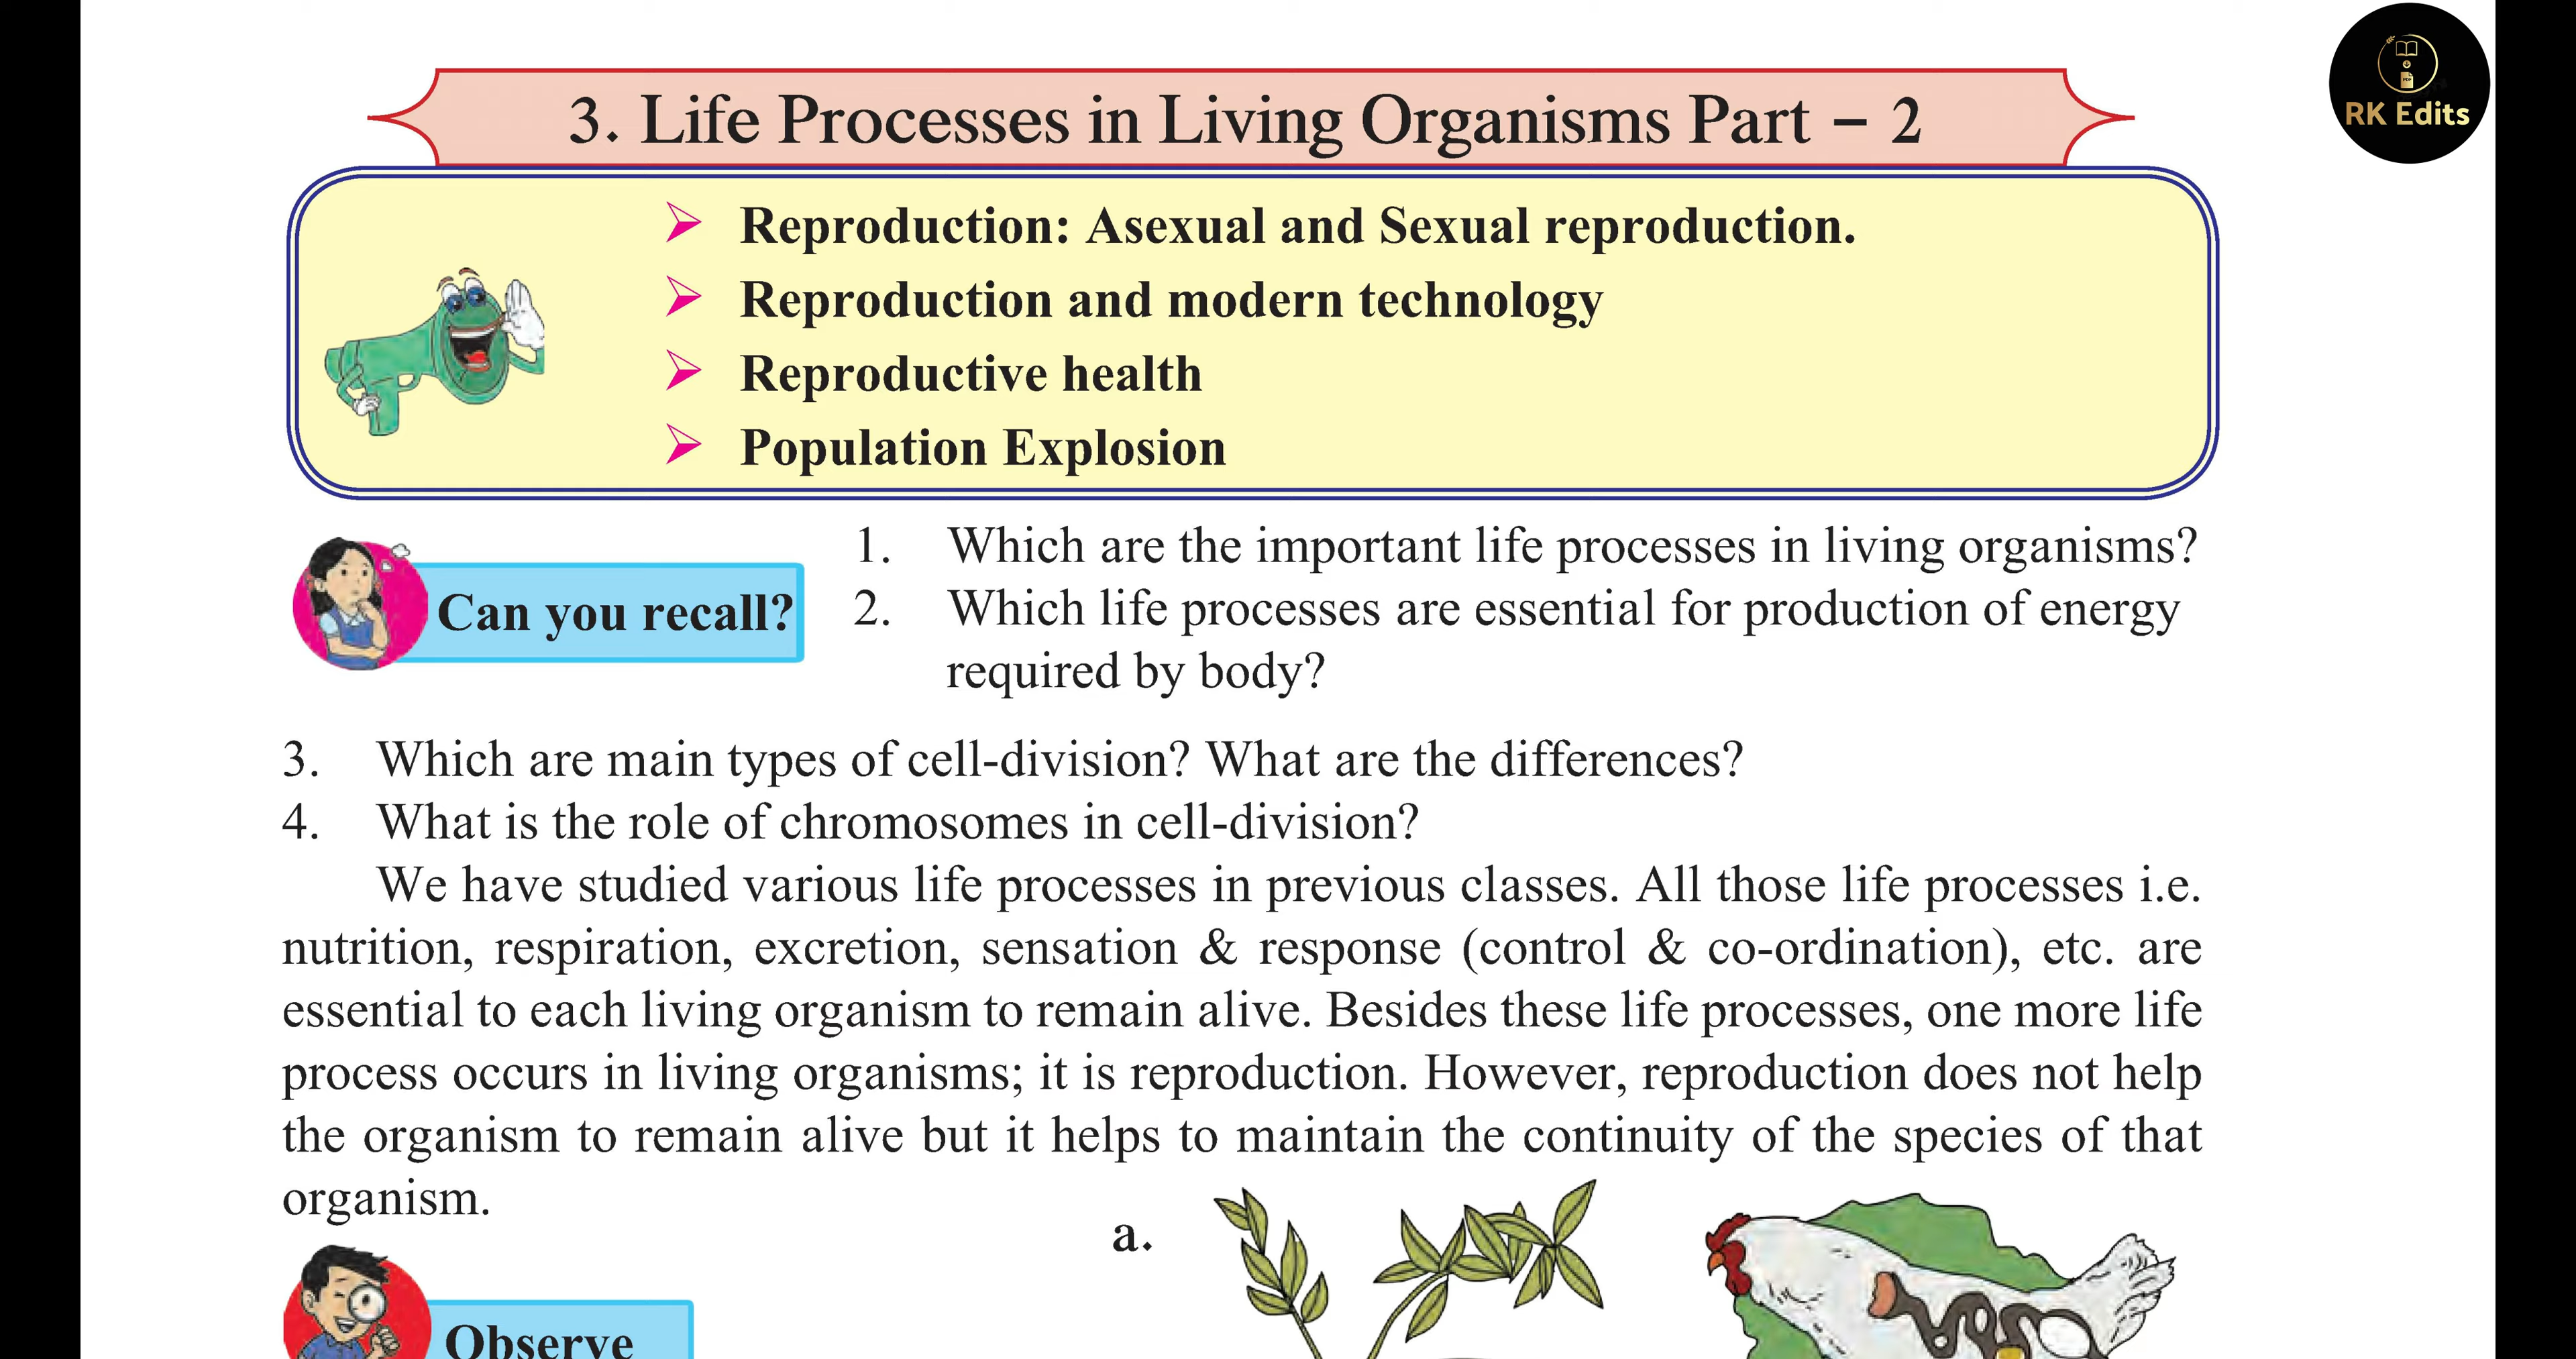 RK Edits
3. Life Processes in Living Organisms Part – 2
➢ Reproduction: Asexual and Sexual reproduction.
➢ Reproduction and modern technology
➢ Reproductive health
➢ Population Explosion
Can you recall?
1. Which are the important life processes in living organisms?
2. Which life processes are essential for production of energy
required by body?
3. Which are main types of cell-division? What are the differences?
4. What is the role of chromosomes in cell-division?
We have studied various life processes in previous classes. All those life processes i.e.
nutrition, respiration, excretion, sensation & response (control & co-ordination), etc. are
essential to each living organism to remain alive. Besides these life processes, one more life
process occurs in living organisms; it is reproduction. However, reproduction does not help
the organism to remain alive but it helps to maintain the continuity of the species of that
organism.
a.
Observe